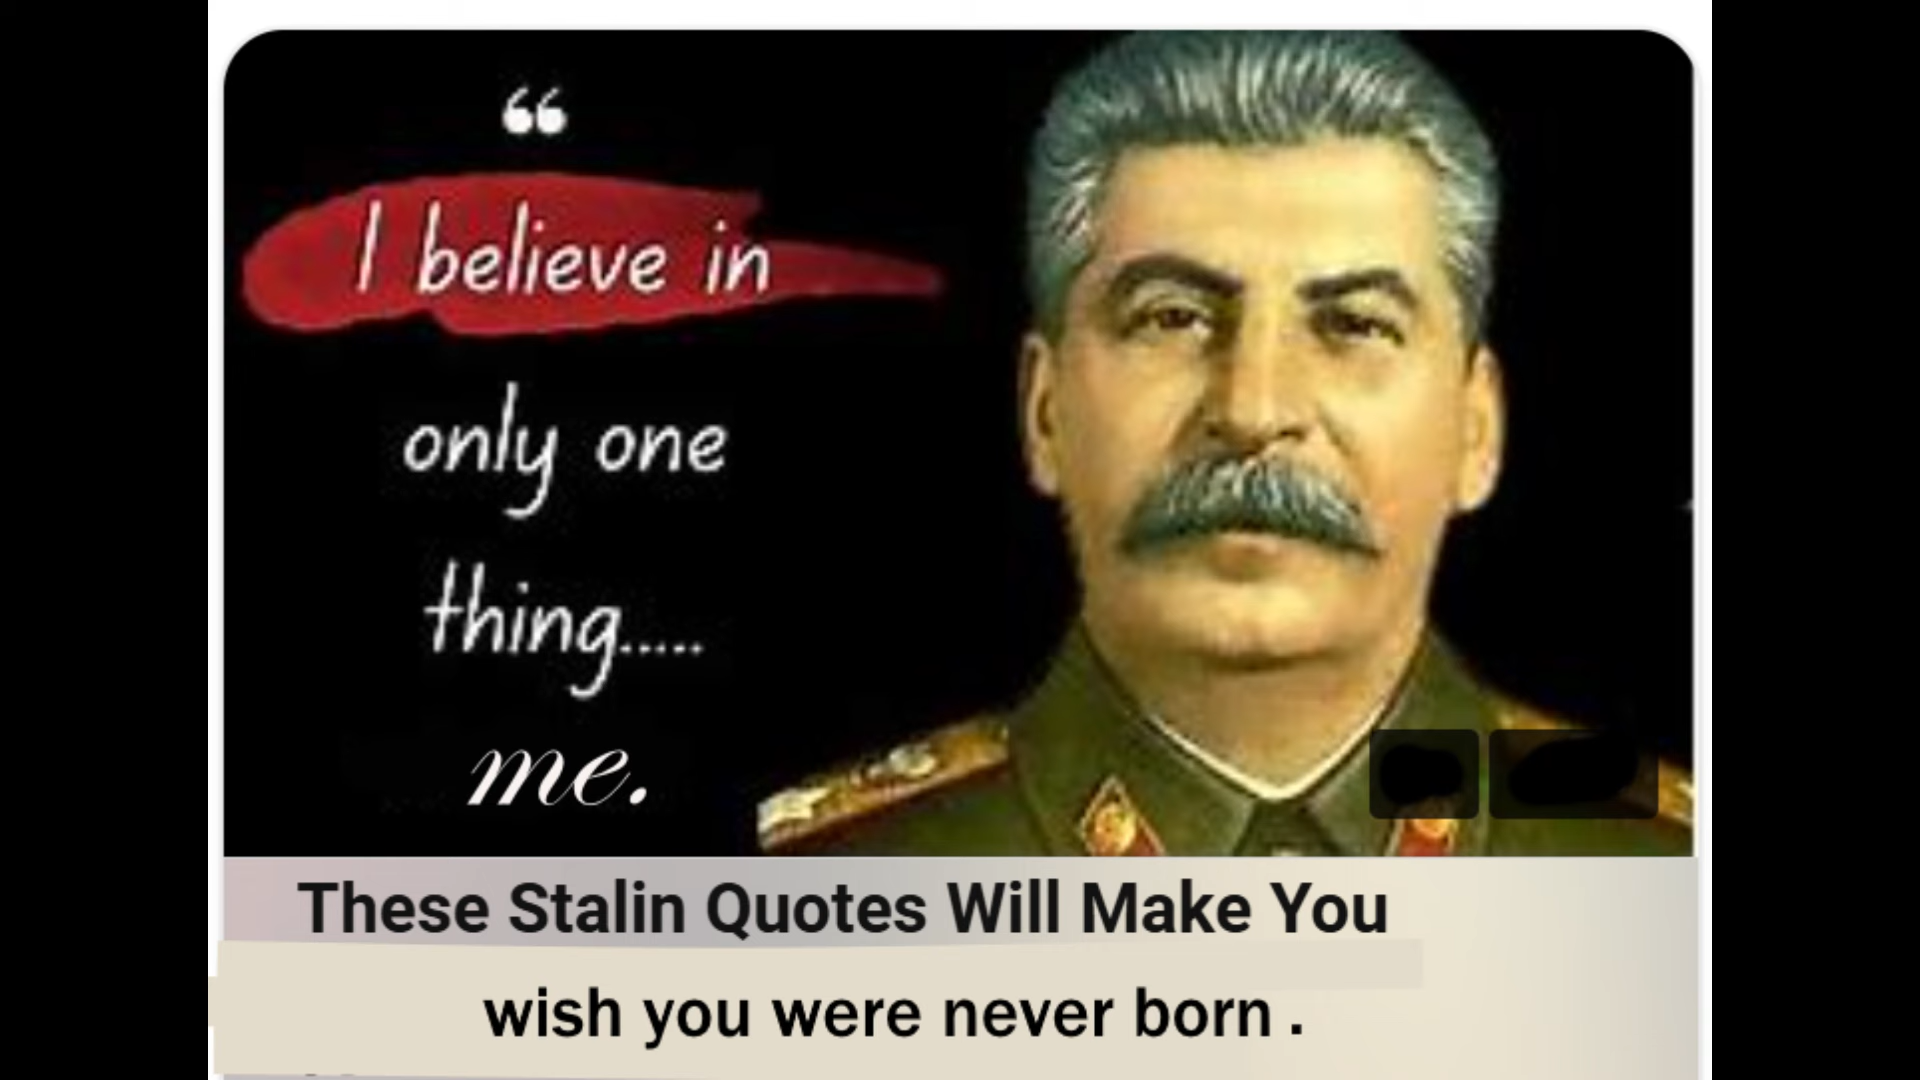 “
I believe in
only one
thing.....
me.
These Stalin Quotes Will Make You
wish you were never born .